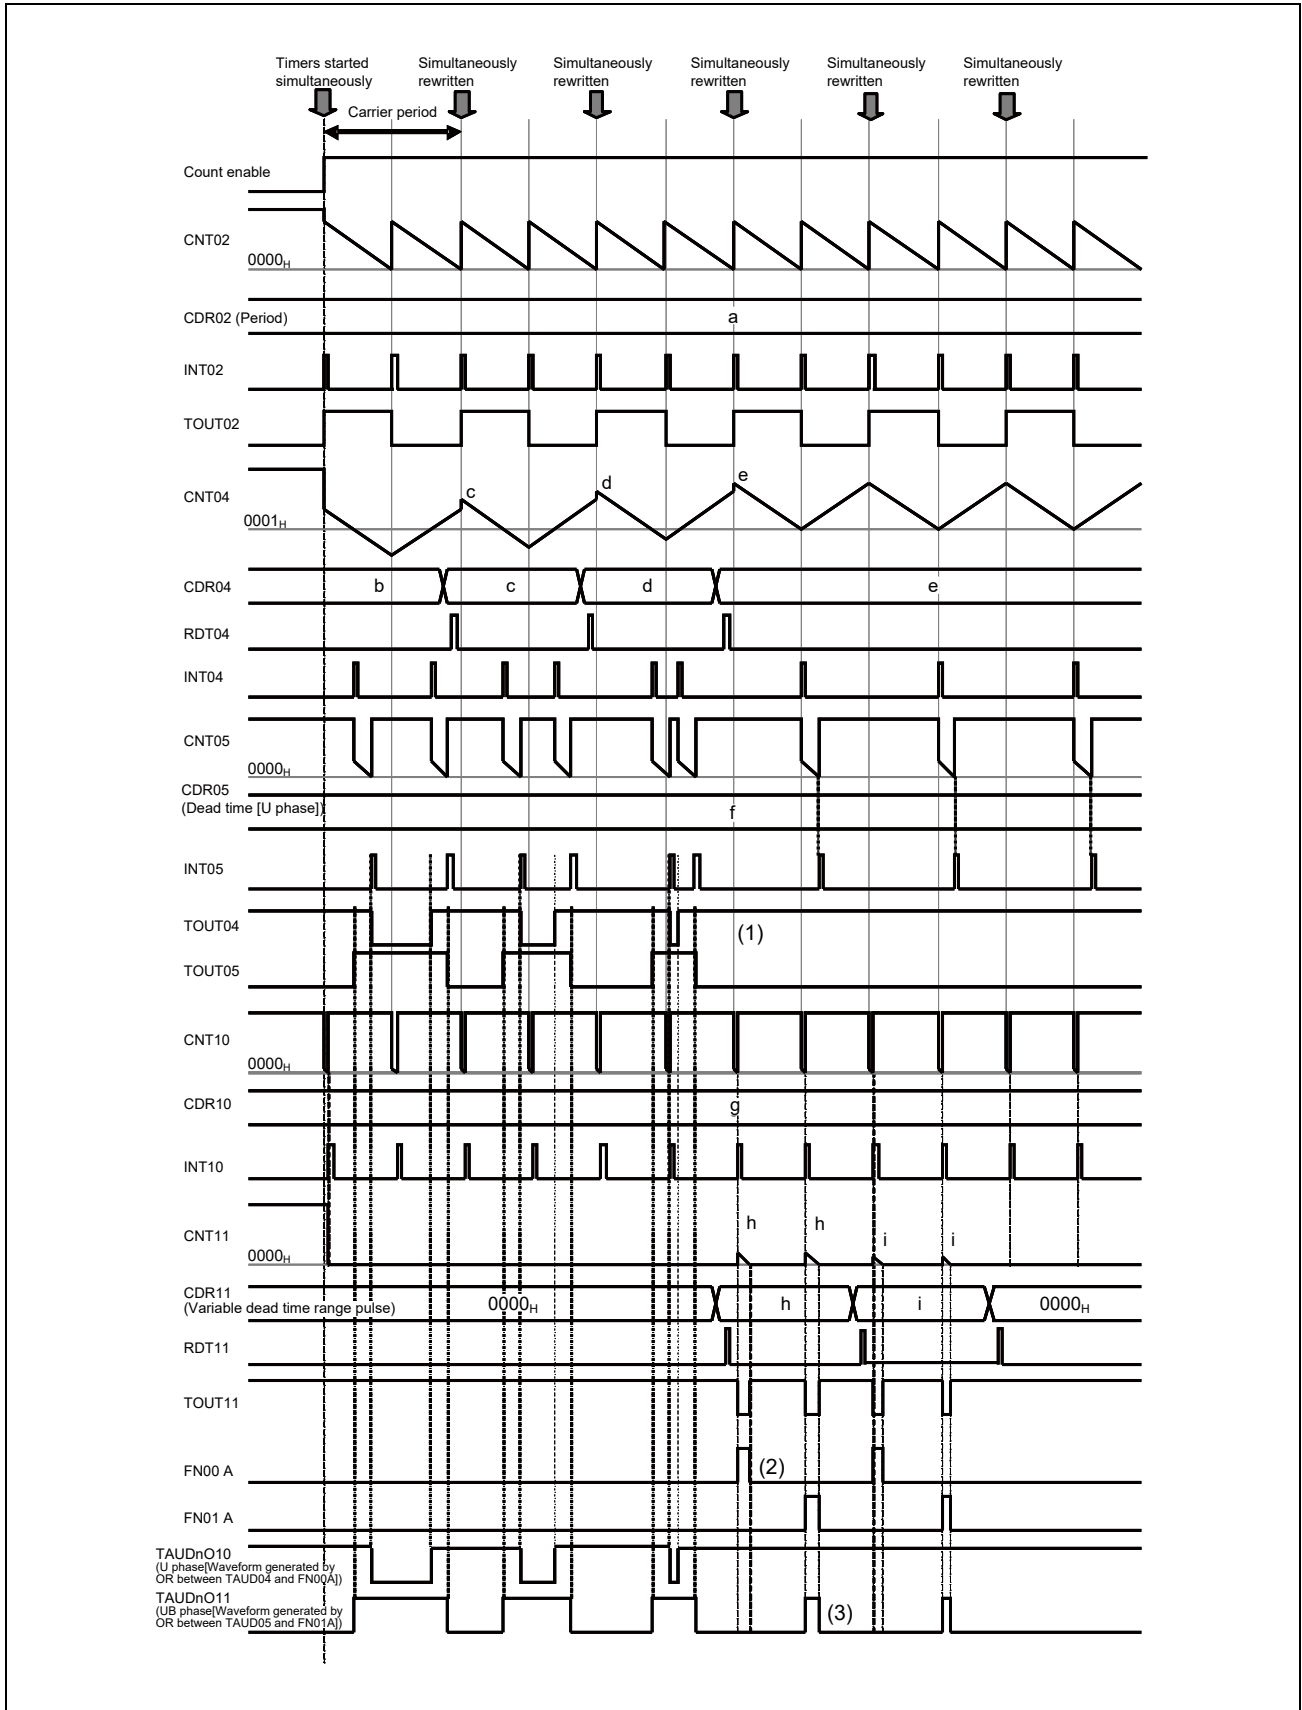 Timers started
simultaneously
Simultaneously
rewritten
Simultaneously
rewritten
Simultaneously
rewritten
Simultaneously
rewritten
Simultaneously
rewritten
Carrier period
Count enable
CNT02
0000H
CDR02 (Period)
a
INT02
TOUT02
CNT04
c
d
e
0001H
CDR04
b
c
d
e
RDT04
INT04
CNT05
0000H
CDR05
(Dead time [U phase])
f
INT05
TOUT04
(1)
TOUT05
CNT10
0000H
CDR10
g
INT10
CNT11
h
h
i
i
0000H
CDR11
(Variable dead time range pulse)
0000H
h
i
0000H
RDT11
TOUT11
FN00 A
(2)
FN01 A
TAUDnO10
(U phase[Waveform generated by
OR between TAUD04 and FN00A])
TAUDnO11
(UB phase[Waveform generated by
OR between TAUD05 and FN01A])
(3)